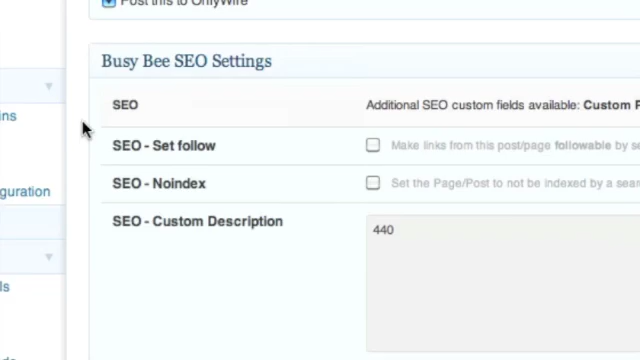 Post this to OnlyWire
Busy Bee SEO Settings
SEO
Additional SEO custom fields available: Custom
ins
SEO - Set follow
Make links from this post/page followable by
SEO - Noindex
Set the Page/Post to not be indexed by a
guration
SEO - Custom Description
440
ls